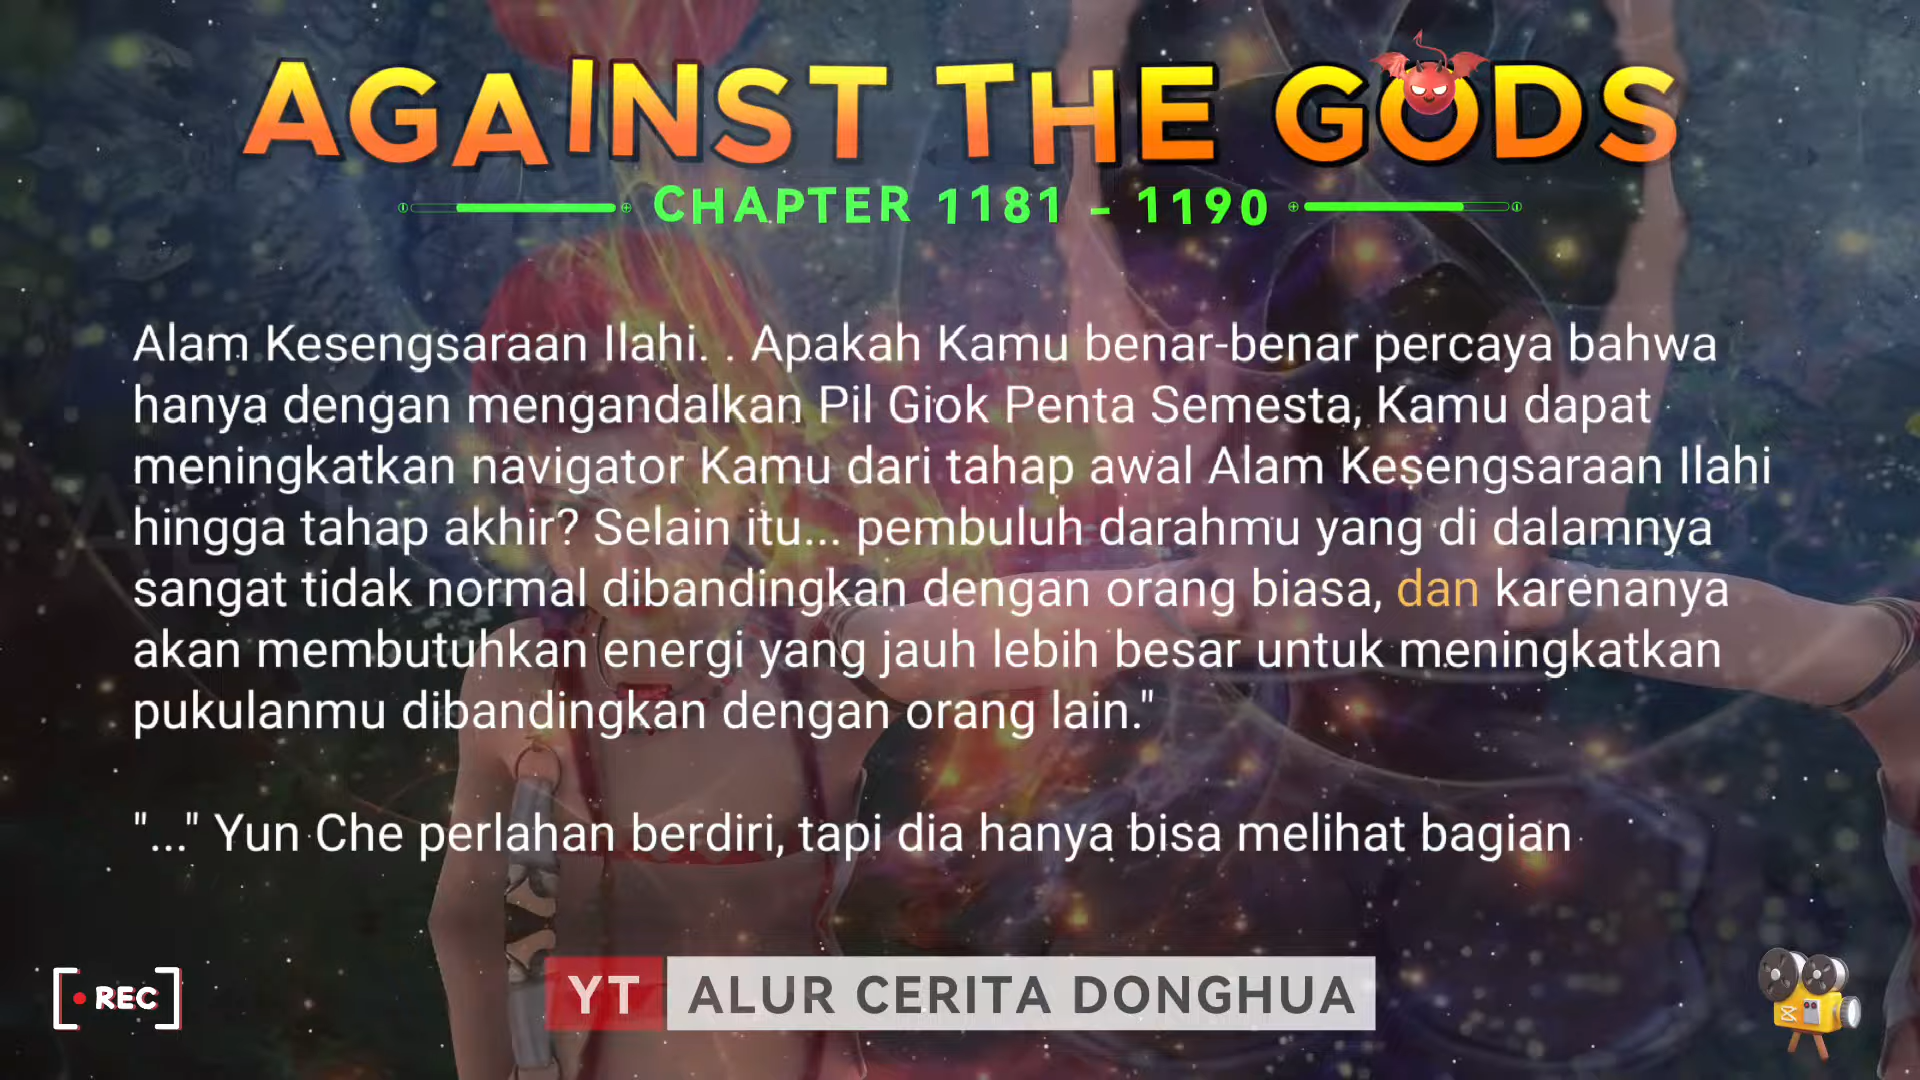 AGAINST THE GODS
CHAPTER 1181 - 1190
Alam Kesengsaraan Ilahi. . Apakah Kamu benar-benar percaya bahwa
hanya dengan mengandalkan Pil Giok Penta Semesta, Kamu dapat
meningkatkan navigator Kamu dari tahap awal Alam Kesengsaraan Ilahi
hingga tahap akhir? Selain itu... pembuluh darahmu yang di dalamnya
sangat tidak normal dibandingkan dengan orang biasa, dan karenanya
akan membutuhkan energi yang jauh lebih besar untuk meningkatkan
pukulanmu dibandingkan dengan orang lain."
"..." Yun Che perlahan berdiri, tapi dia hanya bisa melihat bagian
REC
YT ALUR CERITA DONGHUA